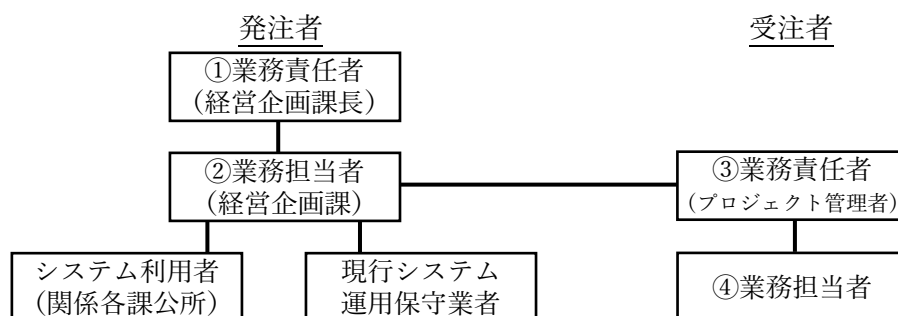 発注者
受注者
①業務責任者
(経営企画課長)
②業務担当者
(経営企画課)
③業務責任者
(プロジェクト管理者)
システム利用者
(関係各課公所)
現行システム
運用保守業者
④業務担当者